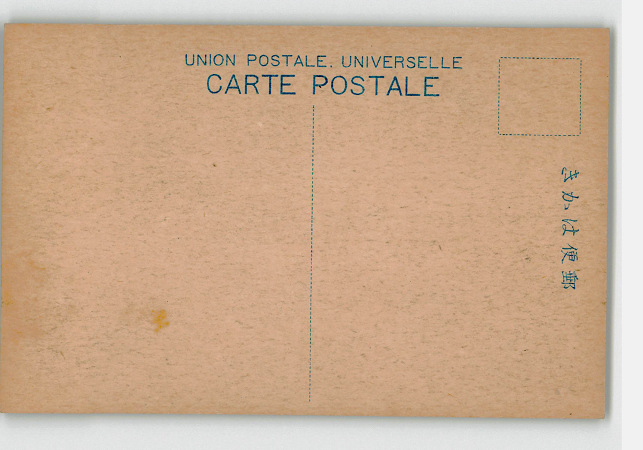 UNION POSTALE. UNIVERSELLE
CARTE POSTALE
郵便はかき